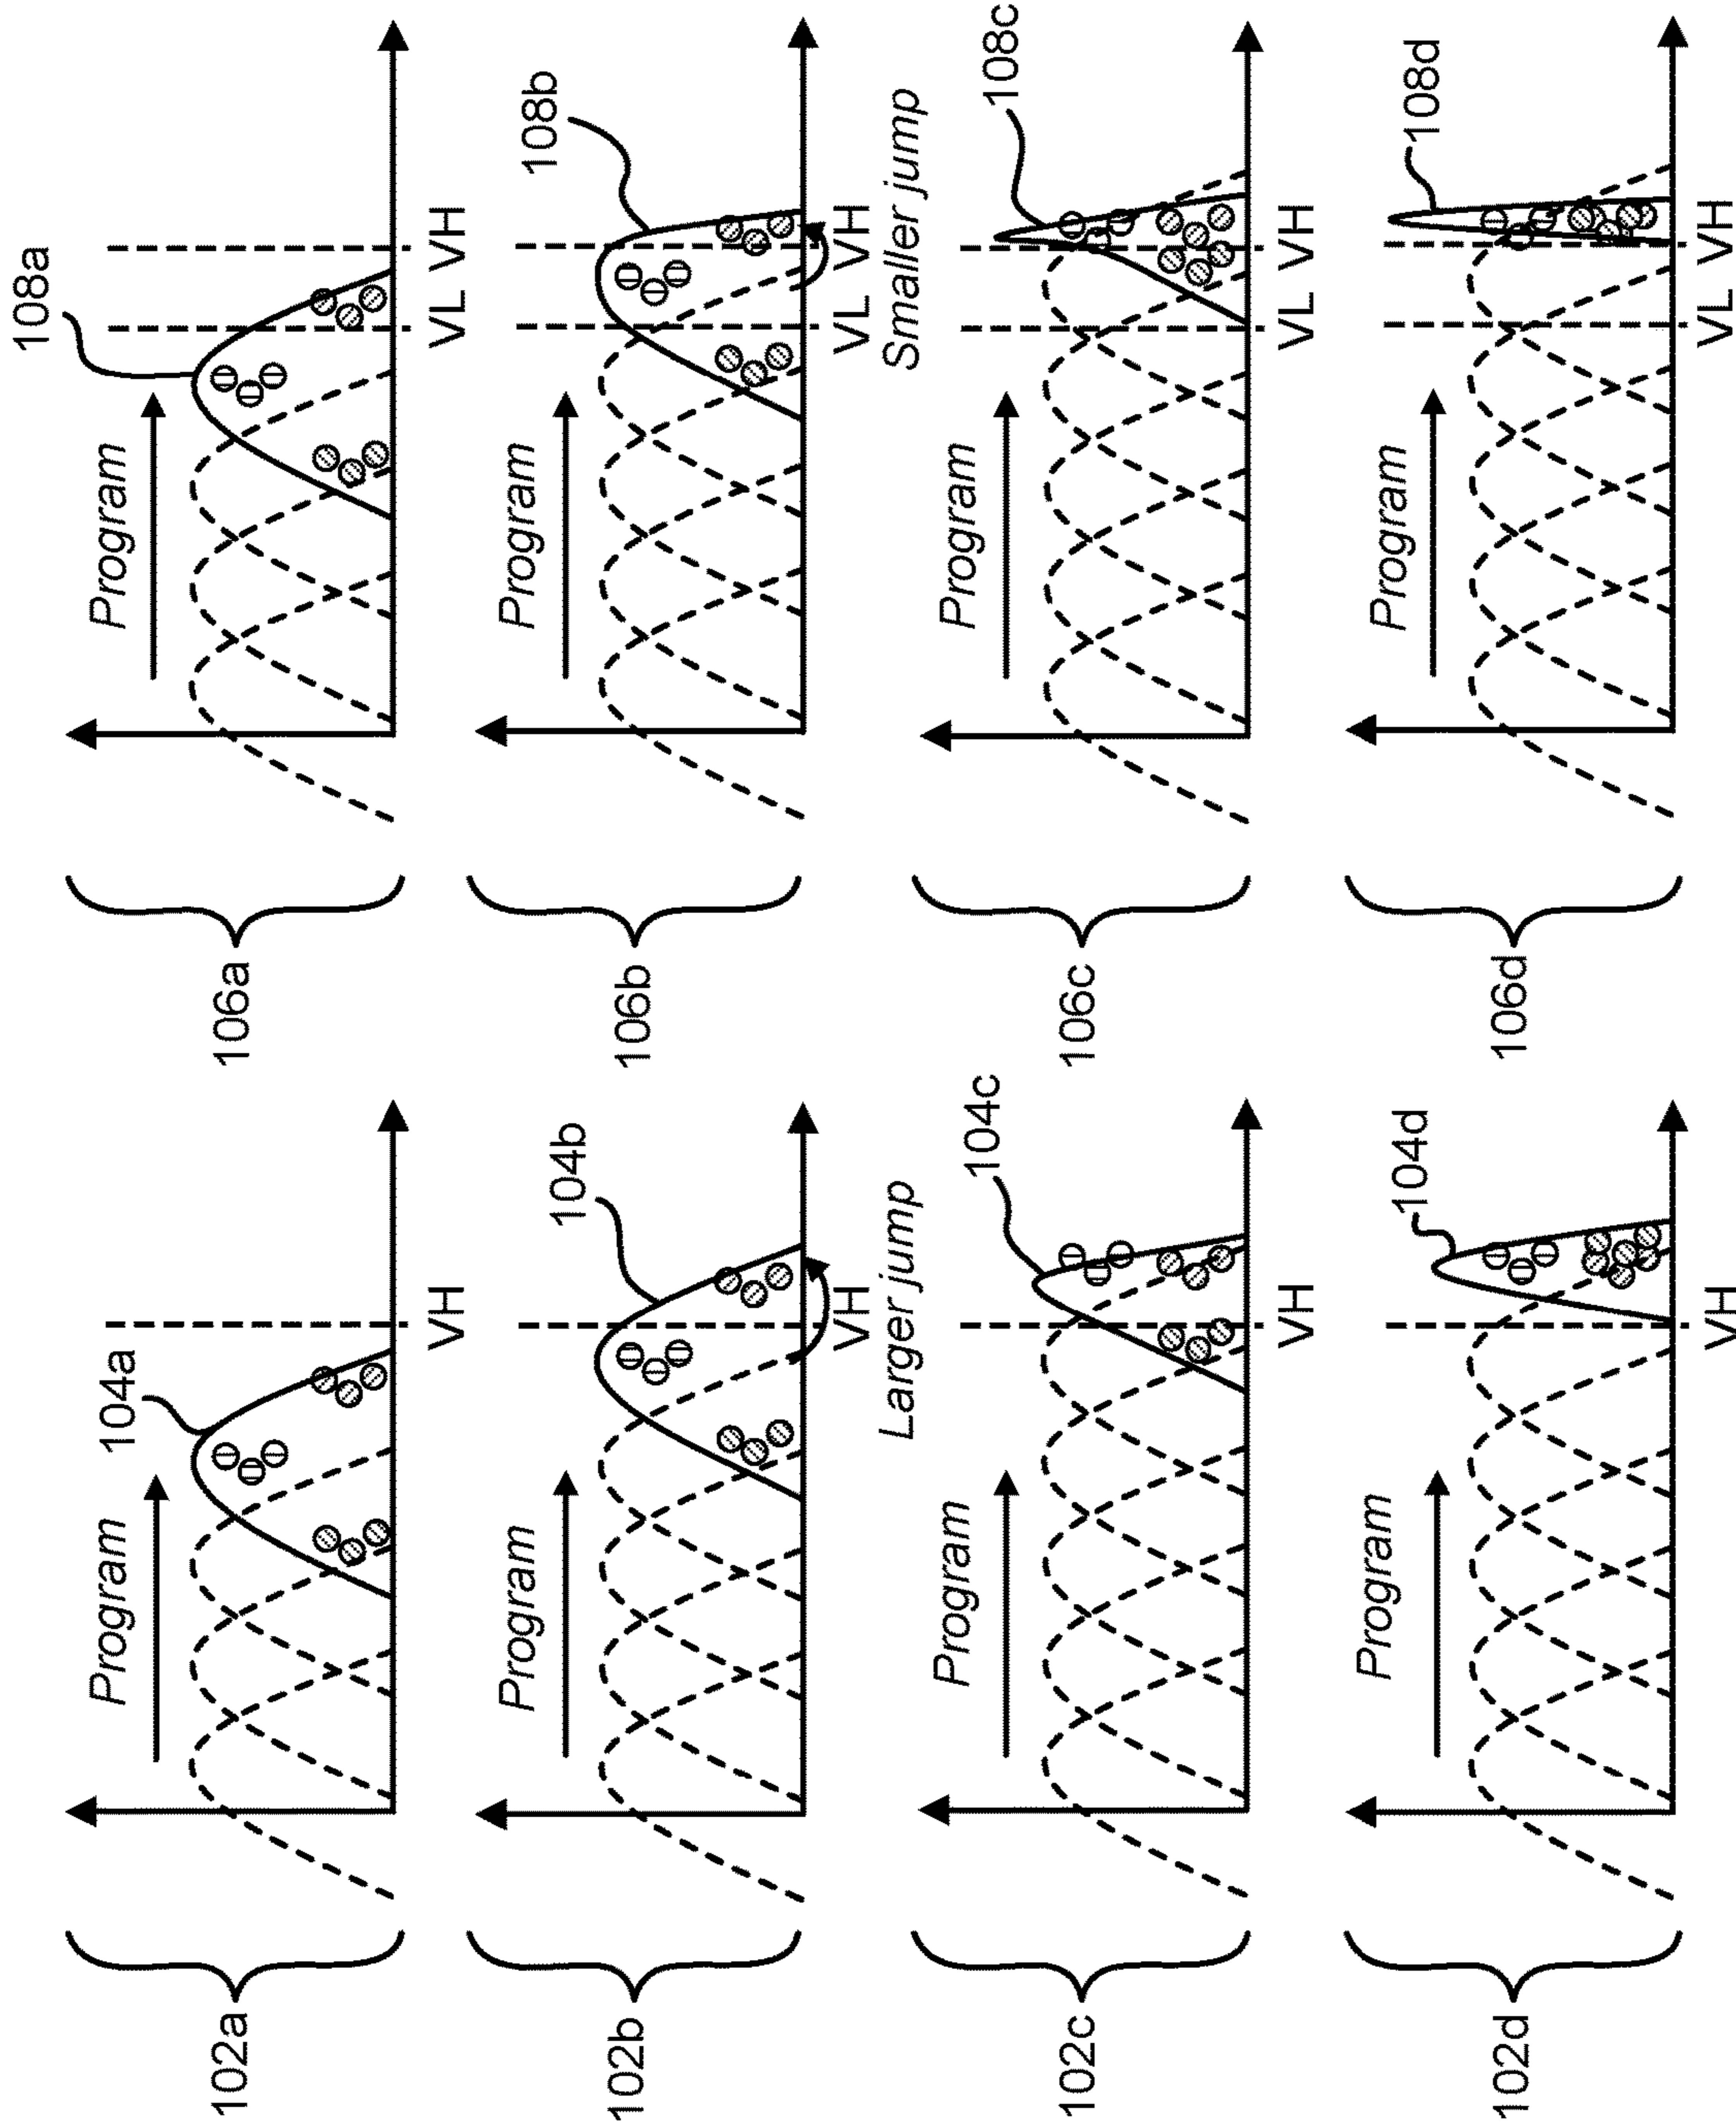 102a
Program
104a
VH
106a
Program
108a
VL VH
102b
Program
104b
VH
Larger jump
106b
Program
108b
VL VH
Smaller jump
102c
Program
104c
VH
106c
Program
108c
VL VH
102d
Program
104d
VH
106d
Program
108d
VL VH